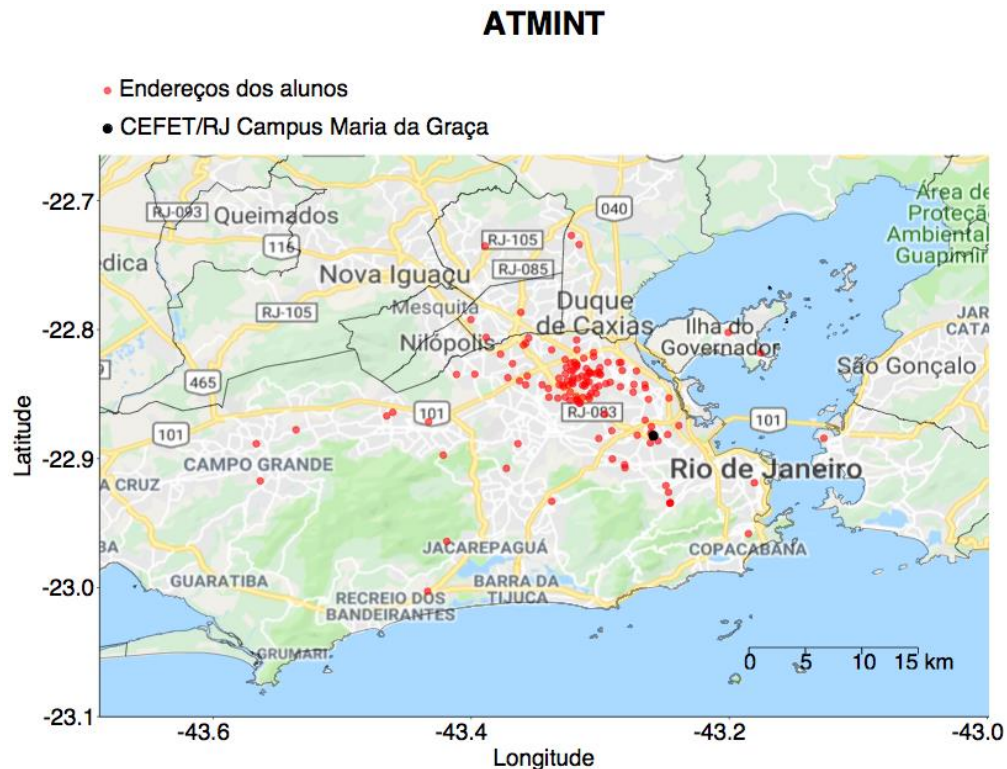 ATMINT
Endereços dos alunos
CEFET/RJ Campus Maria da Graça
-22.7
-22.8
-22.9
-23.0
-23.1
Latitude
RJ-093
Queimados
116
040
RJ-105
RJ-085
Área de
Proteçã
Ambiental
Guapimir
edica
Nova Iguaçu
RJ-105
Mesquita
Duque
de Caxias
Nilópolis
Ilha do
Governador
JAR
CATA
São Gonçalo
465
101
101
RJ-083
101
CAMPO GRANDE
A CRUZ
Rio de Janeiro
BA
JACAREPAGUÁ
COPACABANA
GUARATIBA
BARRA DA
TIJUCA
RECREIO DOS
BANDEIRANTES
GRUMARI
0 5 10 15 km
-43.6 -43.4 -43.2 -43.0
Longitude